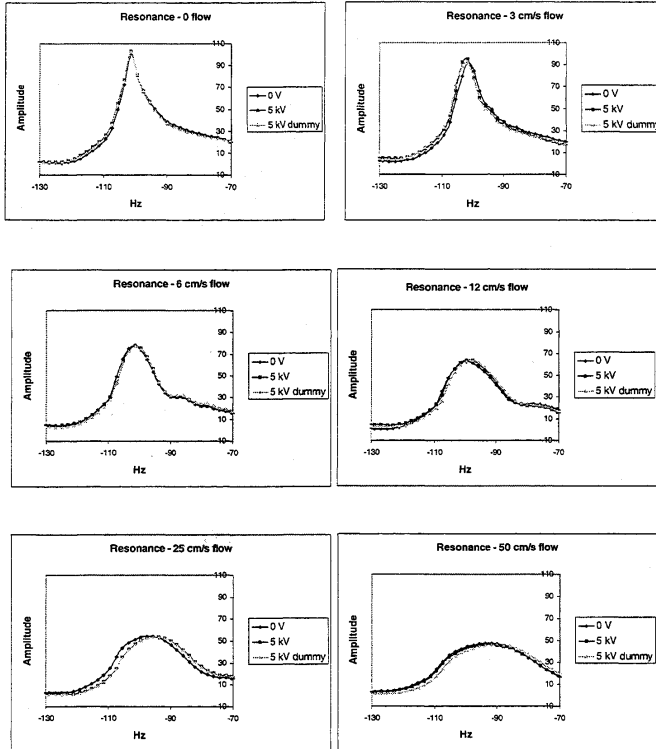 Resonance - 0 flow
Amplitude
110
90
70
50
30
10
-130
-110
-90
-70
Hz
0 V
5 kV
5 kV dummy
Resonance - 3 cm/s flow
Amplitude
110
90
70
50
30
10
-130
-110
-90
-70
Hz
0 V
5 kV
5 kV dummy
Resonance - 6 cm/s flow
Amplitude
110
90
70
50
30
10
-130
-110
-90
-70
Hz
0 V
5 kV
5 kV dummy
Resonance - 12 cm/s flow
Amplitude
110
90
70
50
30
10
-130
-110
-90
-70
Hz
0 V
5 kV
5 kV dummy
Resonance - 25 cm/s flow
Amplitude
110
90
70
50
30
10
-130
-110
-90
-70
Hz
0 V
5 kV
5 kV dummy
Resonance - 50 cm/s flow
Amplitude
110
90
70
50
30
10
-130
-110
-90
-70
Hz
0 V
5 kV
5 kV dummy